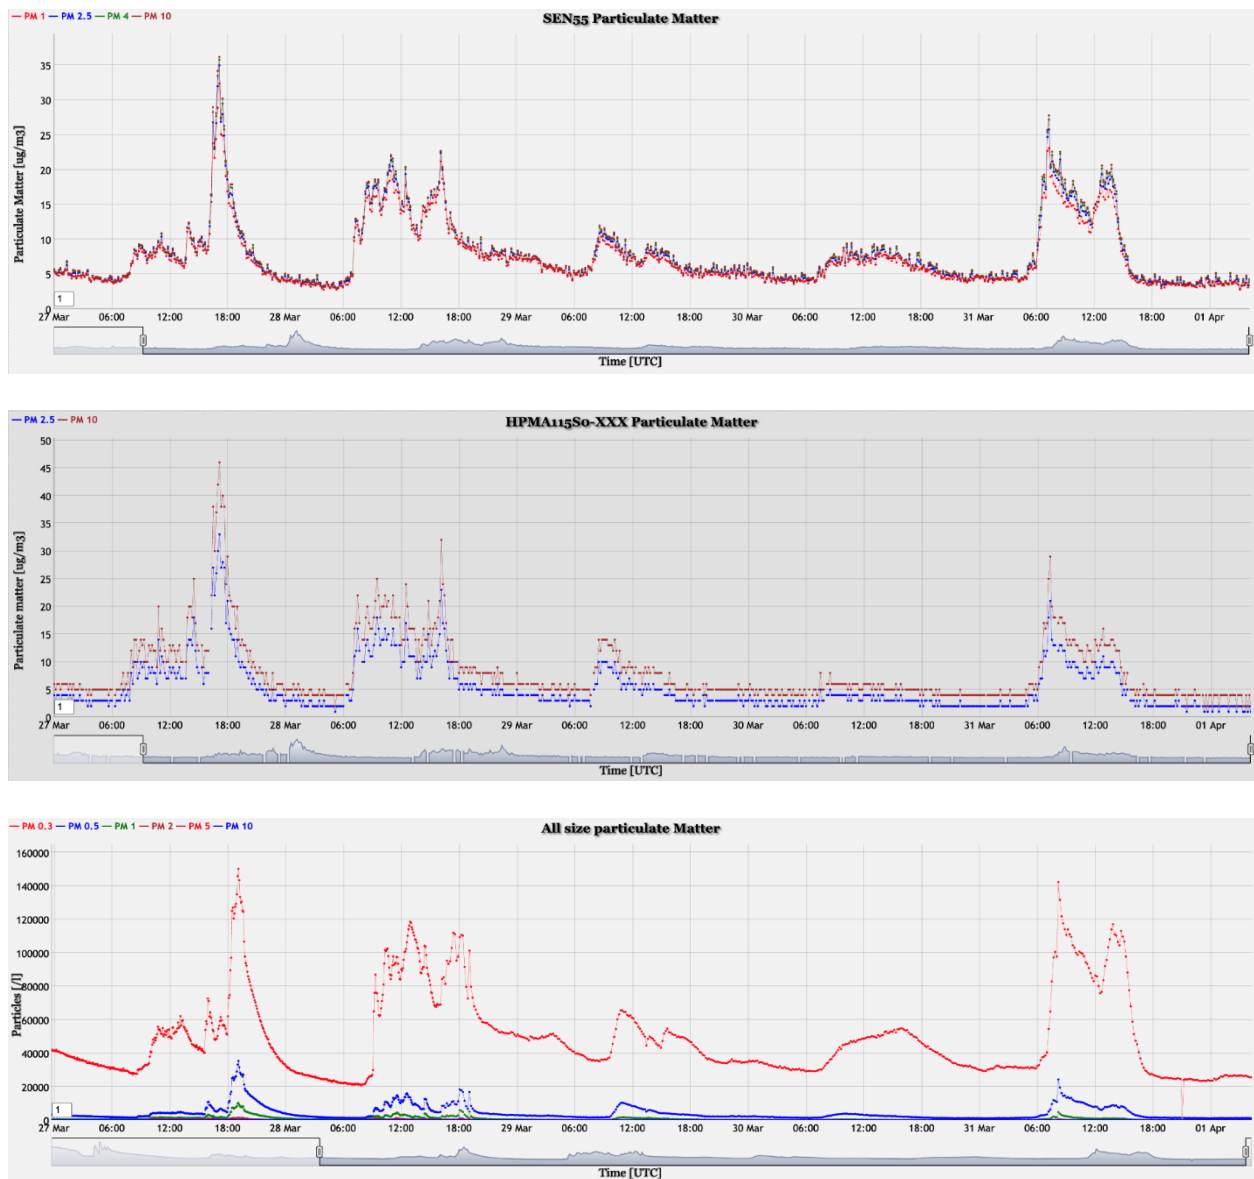 PM 1 PM 2.5 PM 4 PM 10
SEN55 Particulate Matter
Particulate Matter [ug/m3]
35
30
25
20
15
10
5
0
1
27 Mar 06:00 12:00 18:00 28 Mar 06:00 12:00 18:00 29 Mar 06:00 12:00 18:00 30 Mar 06:00 12:00 18:00 31 Mar 06:00 12:00 18:00 01 Apr
Time [UTC]
PM 2.5 PM 10
HPMA115S0-XXX Particulate Matter
Particulate matter [ug/m3]
50
45
40
35
30
25
20
15
10
5
0
1
27 Mar 06:00 12:00 18:00 28 Mar 06:00 12:00 18:00 29 Mar 06:00 12:00 18:00 30 Mar 06:00 12:00 18:00 31 Mar 06:00 12:00 18:00 01 Apr
Time [UTC]
PM 0.3 PM 0.5 PM 1 PM 2 PM 5 PM 10
All size particulate Matter
Particles [/l]
160000
140000
120000
100000
80000
60000
40000
20000
0
1
27 Mar 06:00 12:00 18:00 28 Mar 06:00 12:00 18:00 29 Mar 06:00 12:00 18:00 30 Mar 06:00 12:00 18:00 31 Mar 06:00 12:00 18:00 01 Apr
Time [UTC]